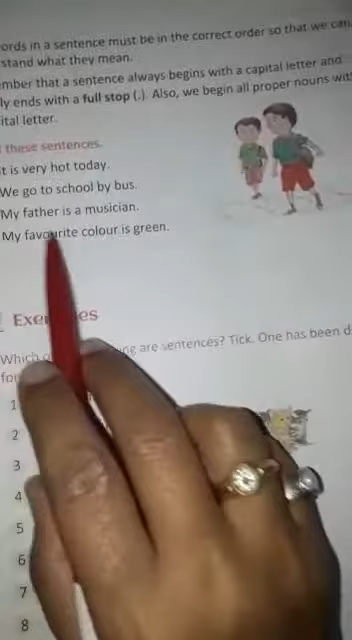 ords in a sentence must be in the correct order so that we can
stand what they mean.
mber that a sentence always begins with a capital letter and
ly ends with a full stop (.). Also, we begin all proper nouns wit
ital letter.
these sentences.
t is very hot today.
We go to school by bus.
My father is a musician.
My favourite colour is green.
Exer es
Which o ing are sentences? Tick. One has been d
for
1
2
3
4
5
6
7
8